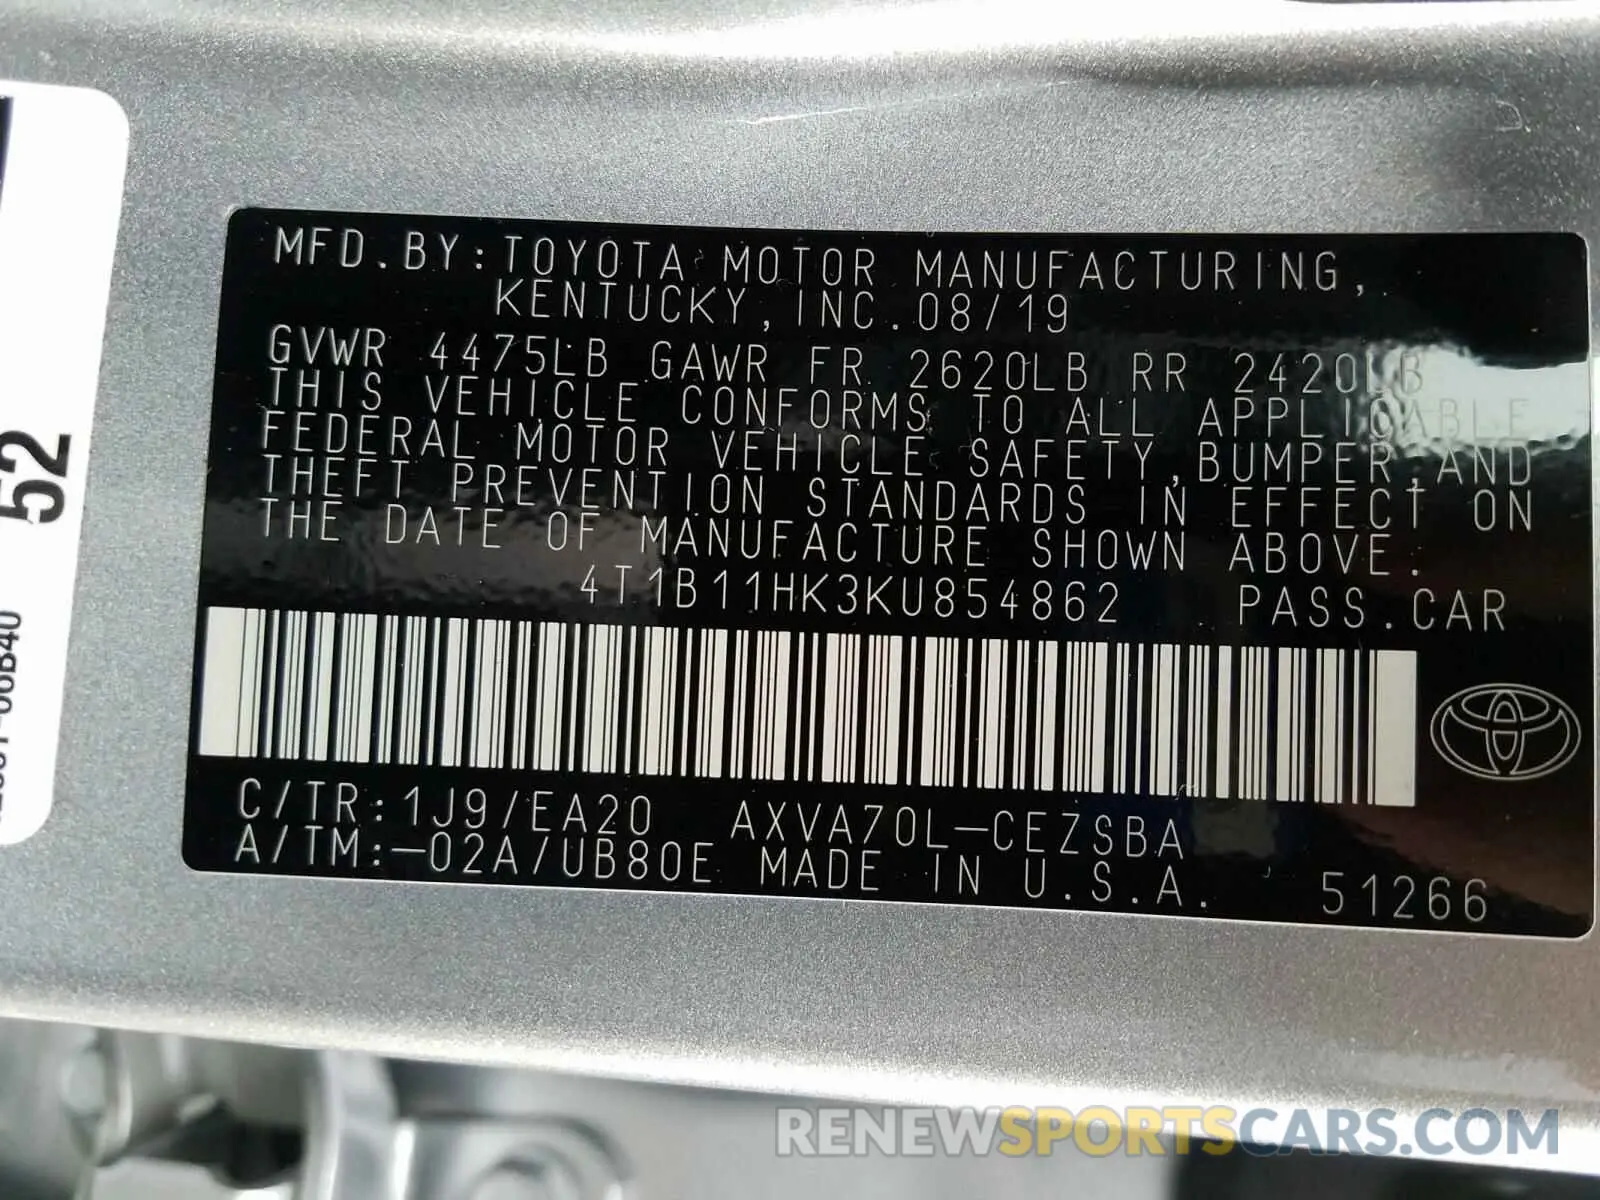 MFD.BY:TOYOTA MOTOR MANUFACTURING,
KENTUCKY,INC.08/19
GVWR 4475LB GAWR FR 2620LB RR 2420LB
THIS VEHICLE CONFORMS TO ALL APPLICABLE
FEDERAL MOTOR VEHICLE SAFETY,BUMPER,AND
THEFT PREVENTION STANDARDS IN EFFECT ON
THE DATE OF MANUFACTURE SHOWN ABOVE.
4T1B11HK3KU854862 PASS.CAR
C/TR:1J9/EA20 AXVA70L-CEZSBA
A/TM:-02A/UB80E MADE IN U.S.A. 51266
52
RENEWSPORTSCARS.COM